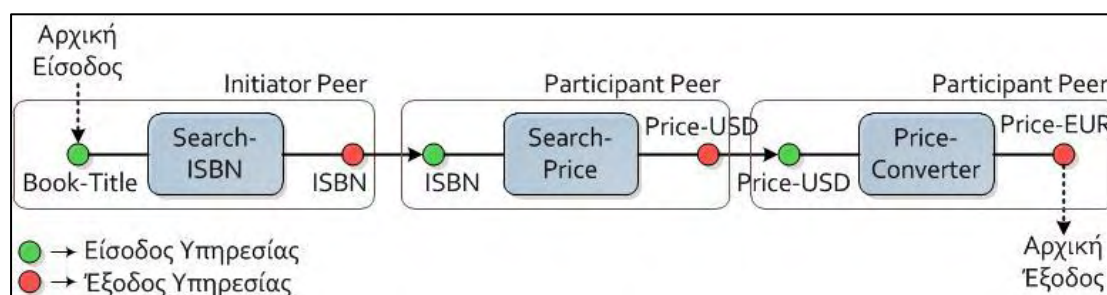 Αρχική
Είσοδος
Initiator Peer
Search-
ISBN
Book-Title
ISBN
Participant Peer
ISBN
Search-
Price
Price-USD
Participant Peer
Price-USD
Price-
Converter
Price-EUR
Αρχική
Έξοδος
→ Είσοδος Υπηρεσίας
→ Έξοδος Υπηρεσίας